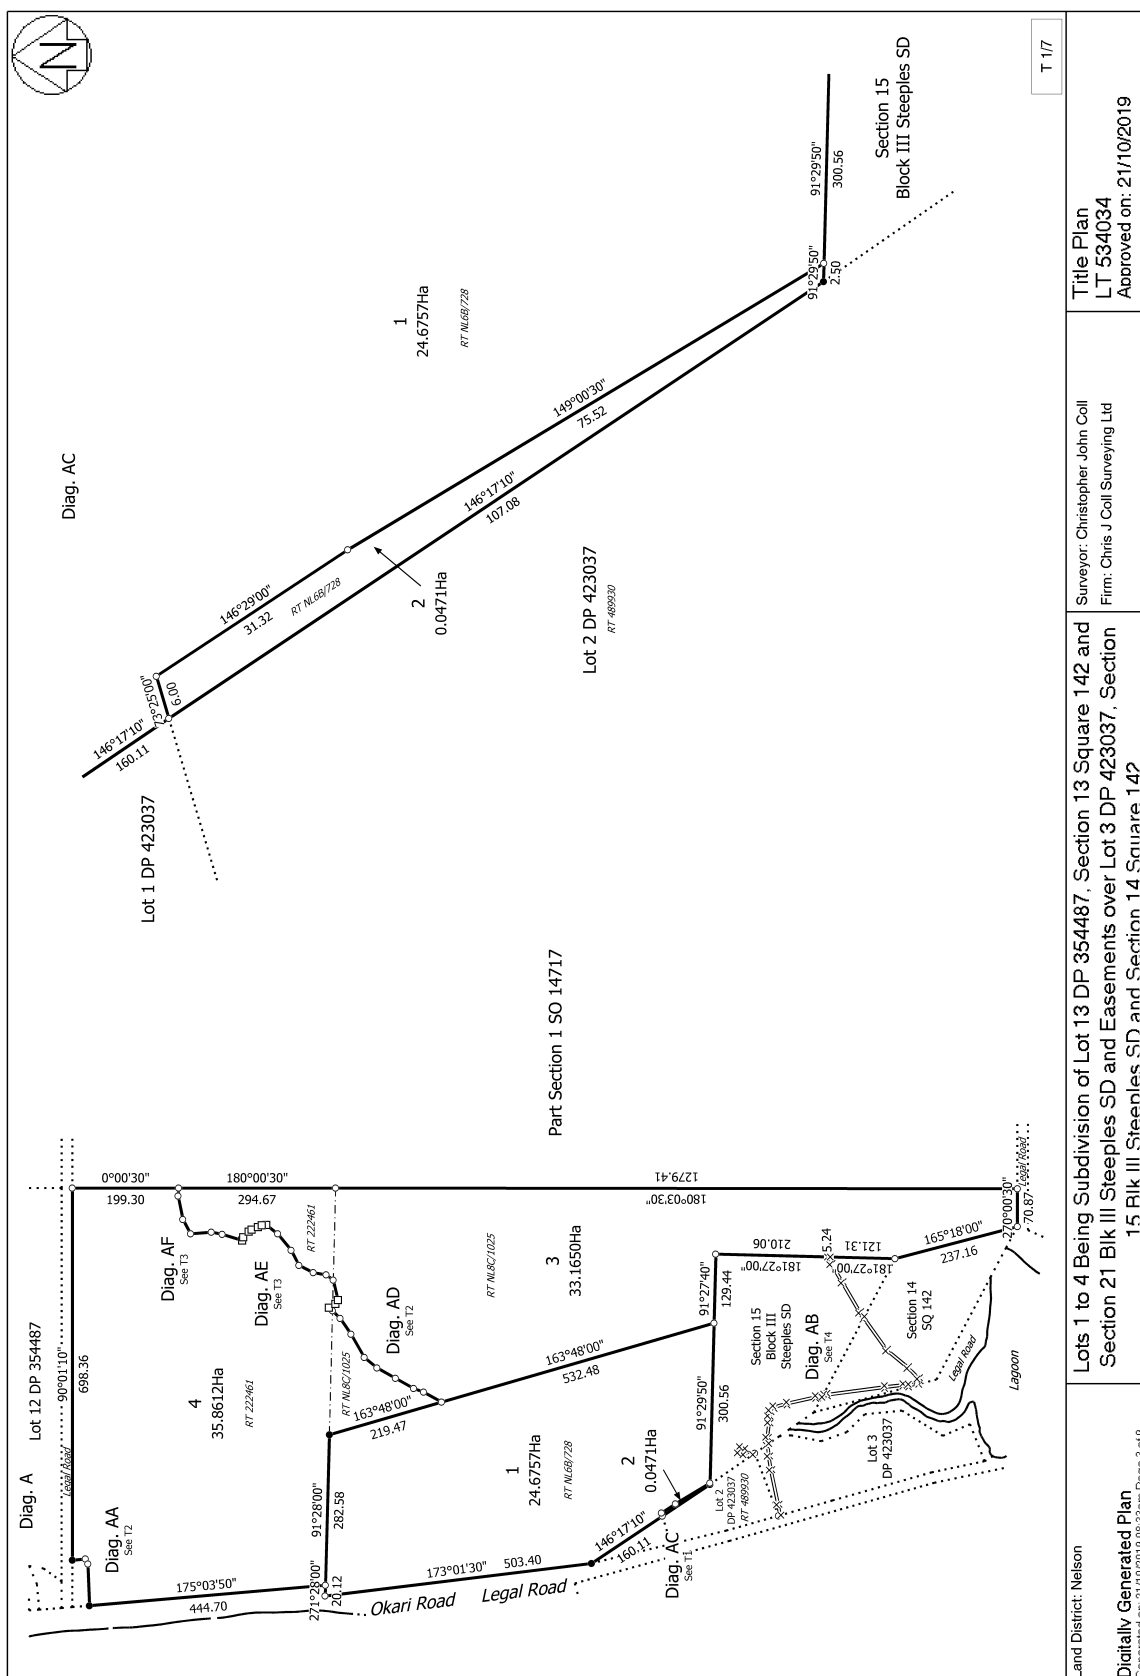 Diag. A
Lot 12 DP 354487
Legal Road
90°01'10"
698.36
Diag. AA
See T2
175°03'50"
444.70
4
35.8612Ha
RT 222461
Diag. AF
See T3
Diag. AE
See T3
0°00'30"
199.30
180°00'30"
294.67
RT 222461
RT NL8C/1025
Diag. AD
See T2
163°48'00"
219.47
91°28'00"
282.58
271°28'00"
20.12
RT NL8C/1025
3
33.1650Ha
163°48'00"
532.48
180°03'30"
1279.41
1
24.6757Ha
RT NL6B/728
173°01'30"
503.40
Okari Road
Legal Road
2
0.0471Ha
146°17'10"
160.11
Diag. AC
See T1
91°29'50"
300.56
91°27'40"
129.44
181°27'00"
210.06
5.24
181°27'00"
121.31
165°18'00"
237.16
270°00'30"
70.87
Legal Road
Section 15
Block III
Steeples SD
Diag. AB
See T4
Section 14
SQ 142
Legal Road
Lagoon
Lot 2
DP 423037
RT 489930
Lot 3
DP 423037
Part Section 1 SO 14717
Diag. AC
Lot 1 DP 423037
146°17'10"
160.11
73°25'00"
6.00
146°29'00"
31.32
RT NL6B/728
2
0.0471Ha
146°17'10"
107.08
149°00'30"
75.52
1
24.6757Ha
RT NL6B/728
Lot 2 DP 423037
RT 489930
91°29'50"
2.50
91°29'50"
300.56
Section 15
Block III Steeples SD
N
T 1/7
Land District: Nelson
Digitally Generated Plan
Lots 1 to 4 Being Subdivision of Lot 13 DP 354487, Section 13 Square 142 and
Section 21 Blk III Steeples SD and Easements over Lot 3 DP 423037, Section
15 Blk III Steeples SD and Section 14 Square 142
Surveyor: Christopher John Coll
Firm: Chris J Coll Surveying Ltd
Title Plan
LT 534034
Approved on: 21/10/2019